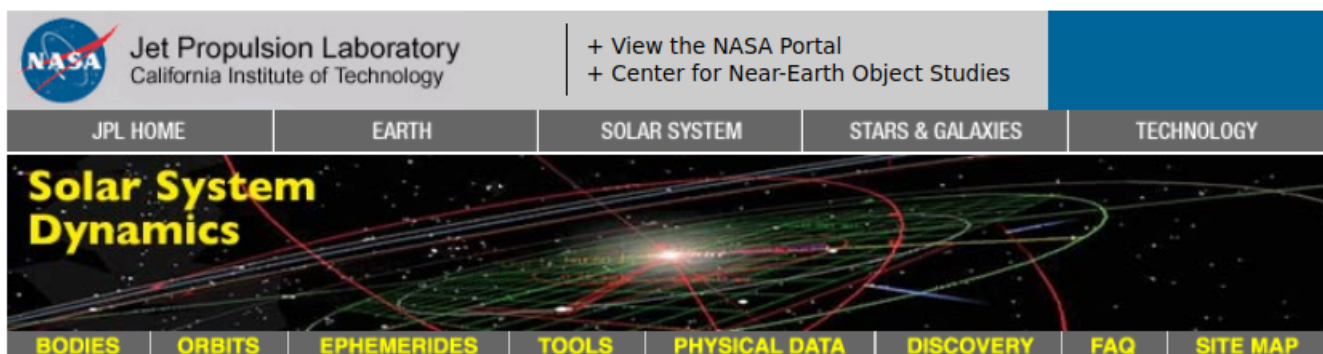 NASA
Jet Propulsion Laboratory
California Institute of Technology
+ View the NASA Portal
+ Center for Near-Earth Object Studies
JPL HOME EARTH SOLAR SYSTEM STARS & GALAXIES TECHNOLOGY
Solar System
Dynamics
BODIES ORBITS EPHEMERIDES TOOLS PHYSICAL DATA DISCOVERY FAQ SITE MAP